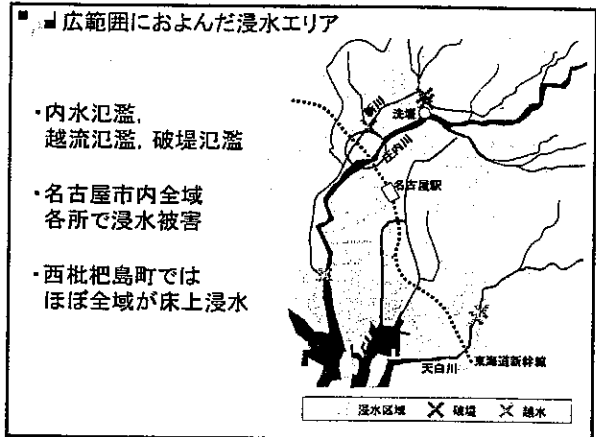 広範囲におよんだ浸水エリア
・内水氾濫,
越流氾濫, 破堤氾濫
・名古屋市内全域
各所で浸水被害
・西枇杷島町では
ほぼ全域が床上浸水
新川
洗堰
庄内川
名古屋駅
天白川
東海道新幹線
浸水区域
破堤
越水